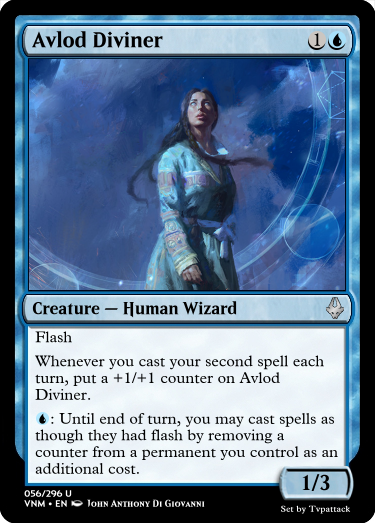 Avlod Diviner 1
Creature — Human Wizard
Flash
Whenever you cast your second spell each
turn, put a +1/+1 counter on Avlod
Diviner.
: Until end of turn, you may cast spells as
though they had flash by removing a
counter from a permanent you control as an
additional cost.
1/3
056/296 U
VNM • EN John Anthony Di Giovanni
Set by Tvpattack